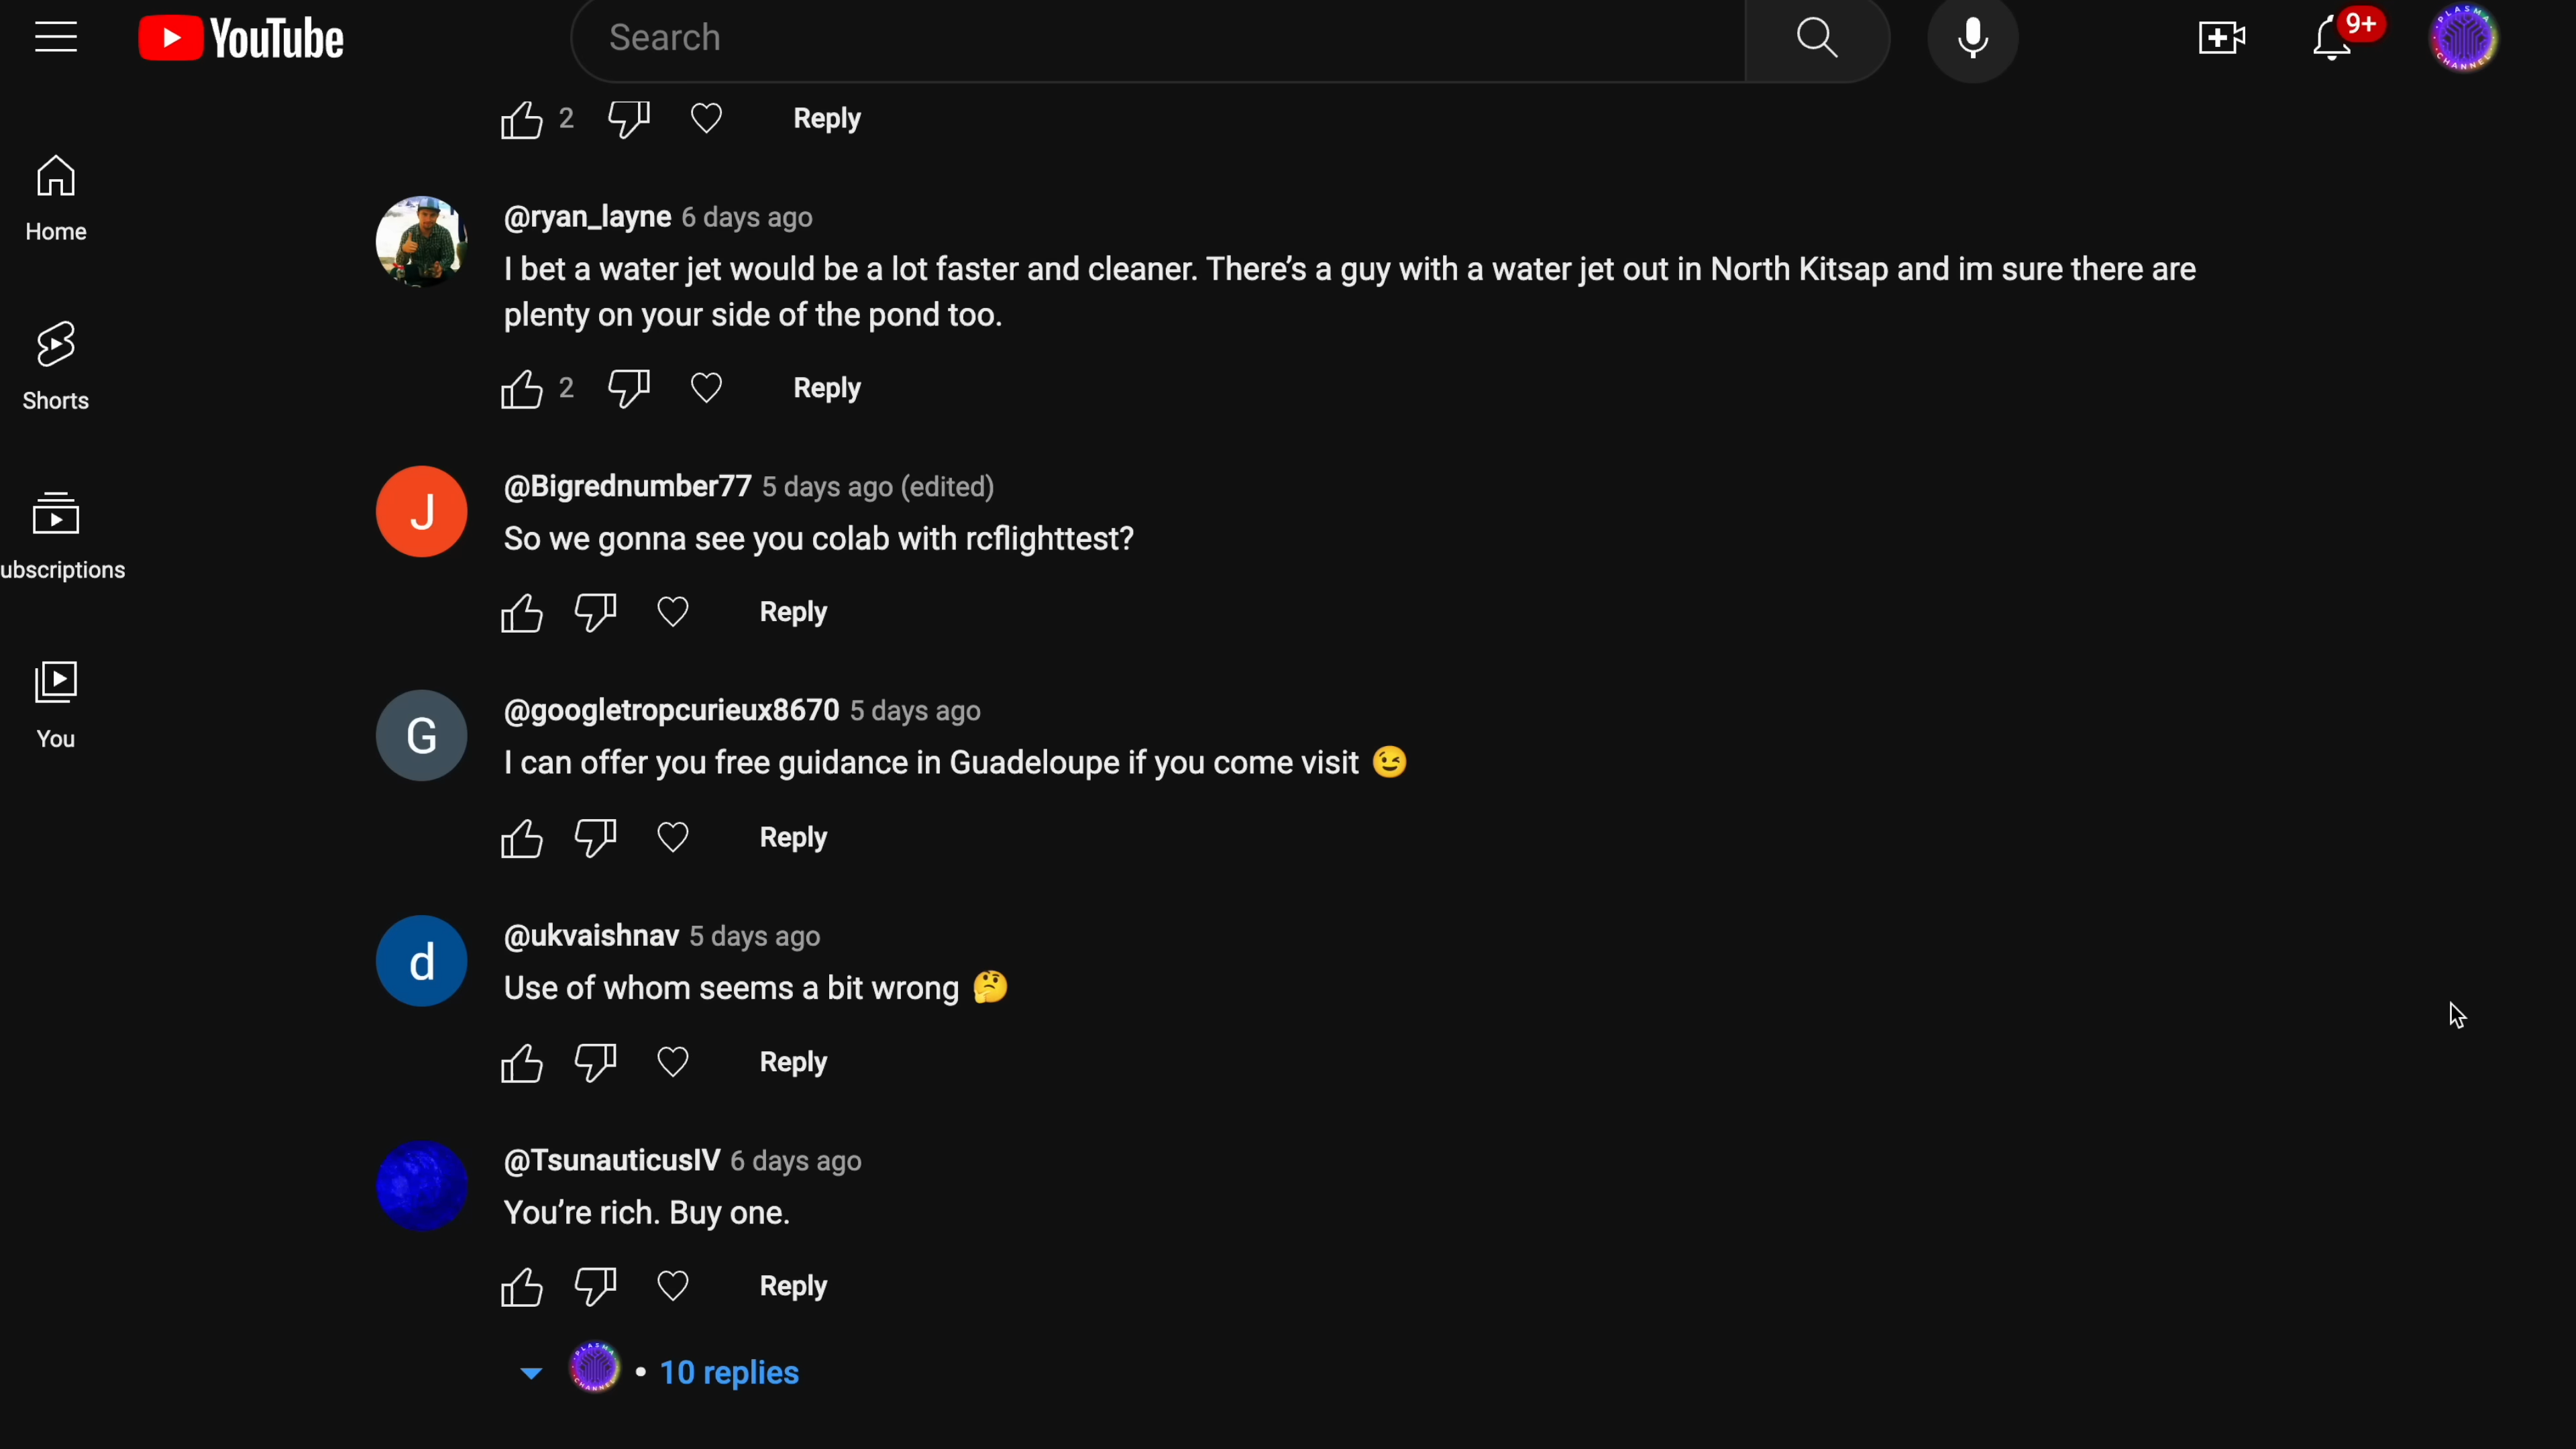 YouTube
Search
9+
2
Reply
Home
@ryan_layne 6 days ago
I bet a water jet would be a lot faster and cleaner. There's a guy with a water jet out in North Kitsap and im sure there are
plenty on your side of the pond too.
Shorts
2
Reply
J
@Bigrednumber77 5 days ago (edited)
So we gonna see you colab with rcflighttest?
ubscriptions
Reply
G
@googletropcurieux8670 5 days ago
I can offer you free guidance in Guadeloupe if you come visit 😉
You
Reply
d
@ukvaishnav 5 days ago
Use of whom seems a bit wrong 🤔
Reply
@TsunauticusIV 6 days ago
You're rich. Buy one.
Reply
PLASMA CHANNEL
• 10 replies